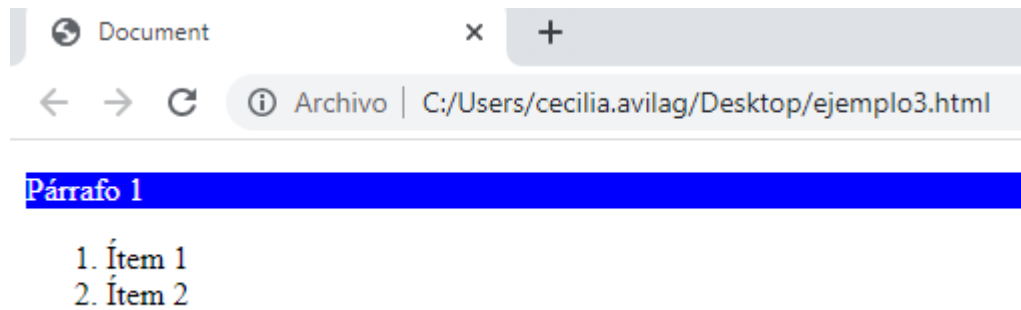 Document
Archivo | C:/Users/cecilia.avilag/Desktop/ejemplo3.html
Párrafo 1
1. Ítem 1
2. Ítem 2